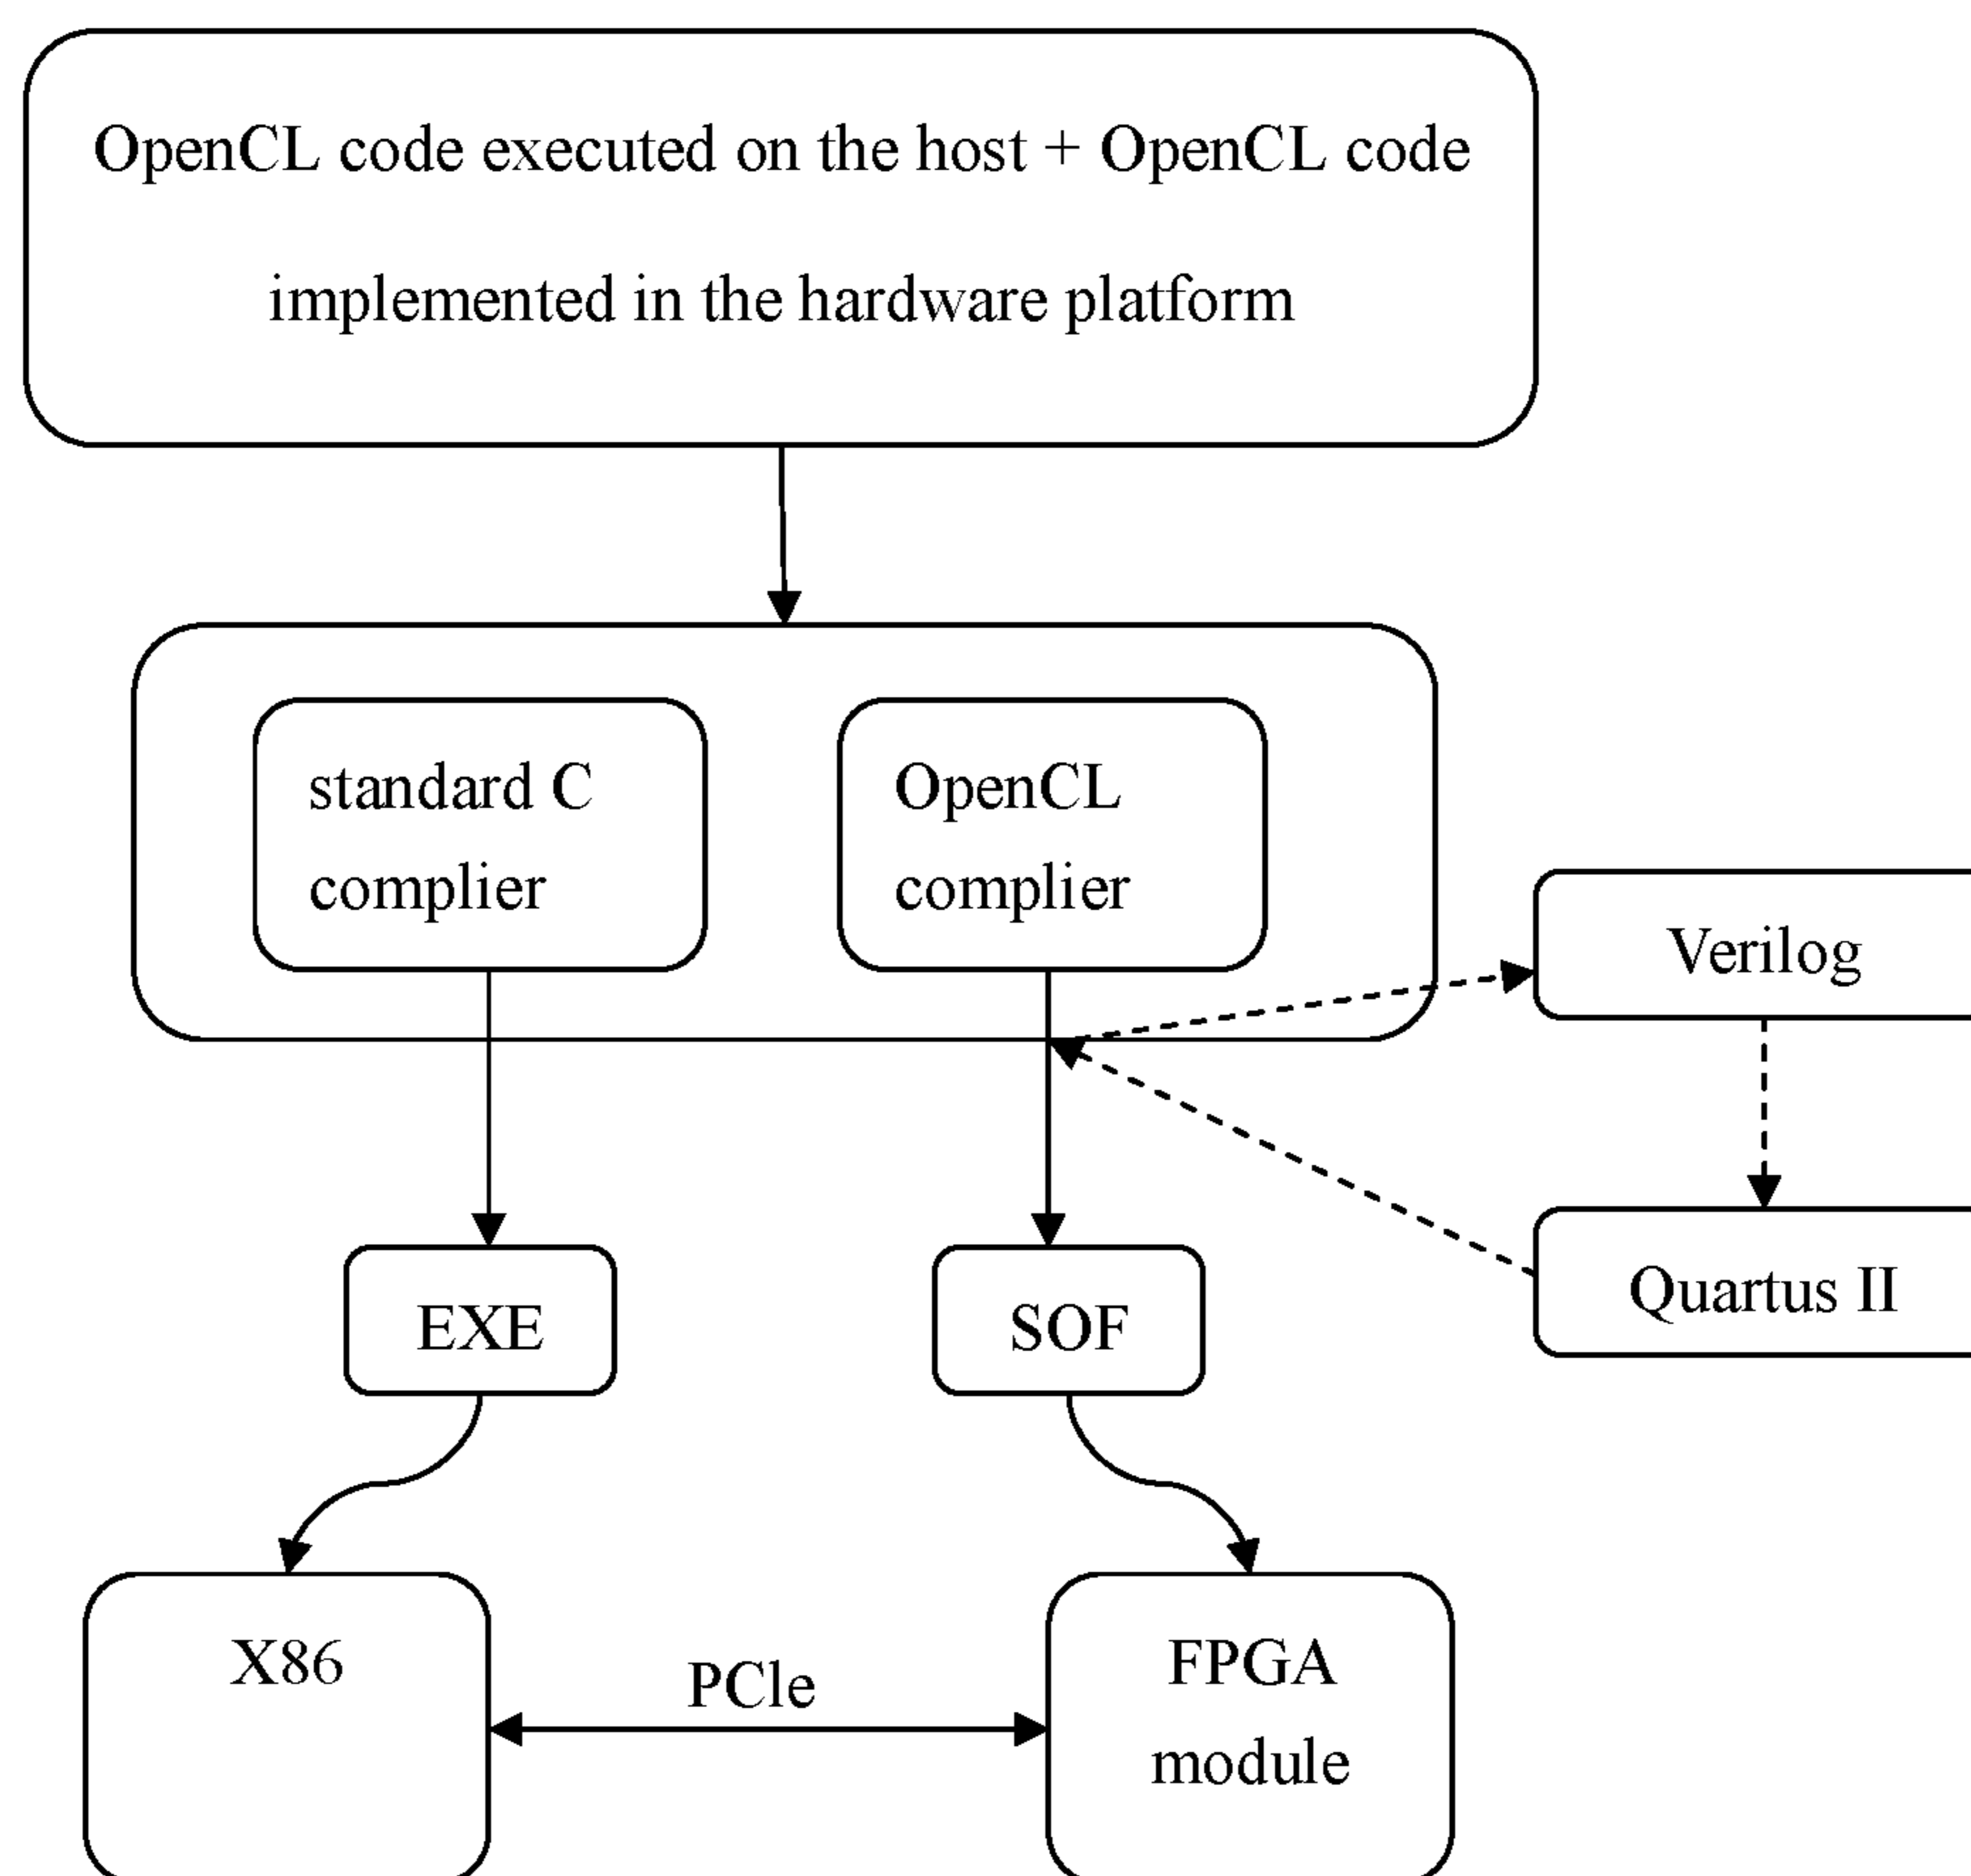 OpenCL code executed on the host + OpenCL code
implemented in the hardware platform
standard C
complier
OpenCL
complier
Verilog
Quartus II
EXE
SOF
X86
PCle
FPGA
module